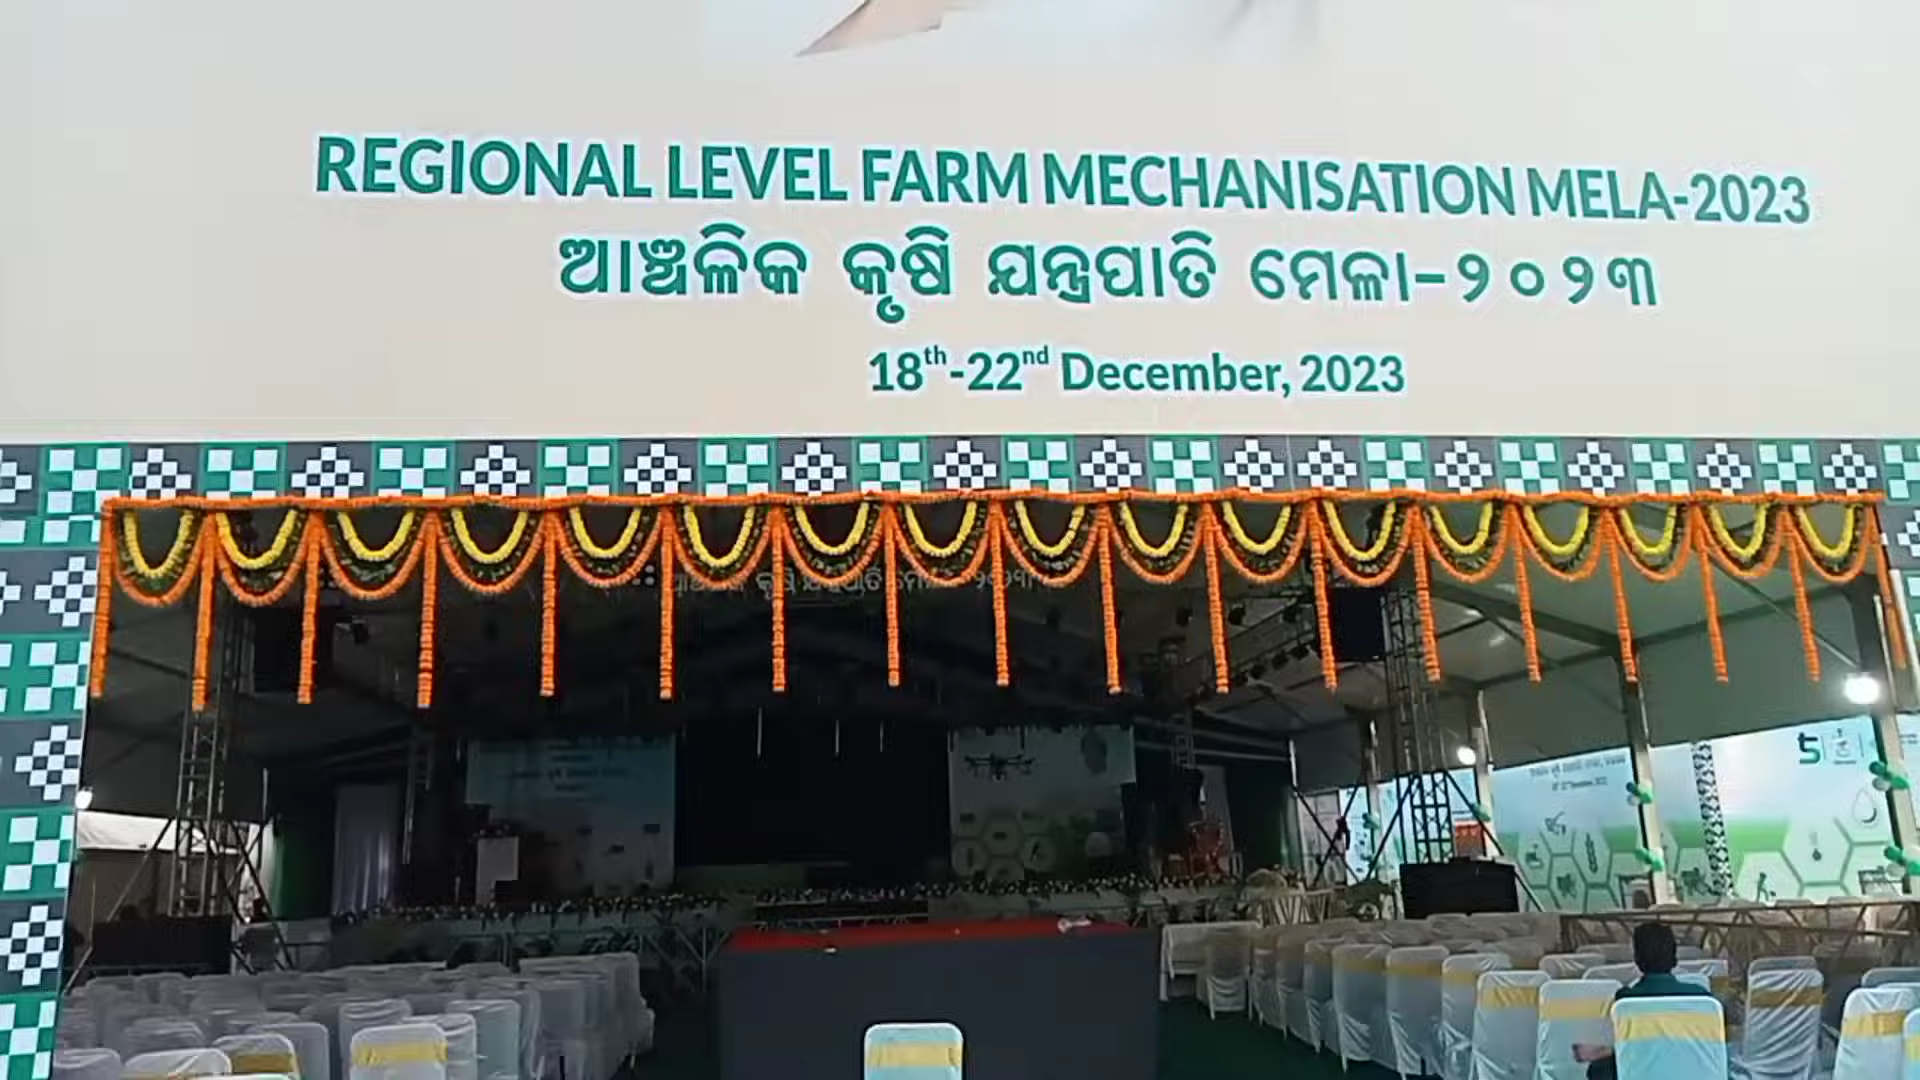 REGIONAL LEVEL FARM MECHANISATION MELA-2023
ଆଞ୍ଚଳିକ କୃଷି ଯନ୍ତ୍ରପାତି ମେଳା-୨୦୨୩
18th-22nd December, 2023